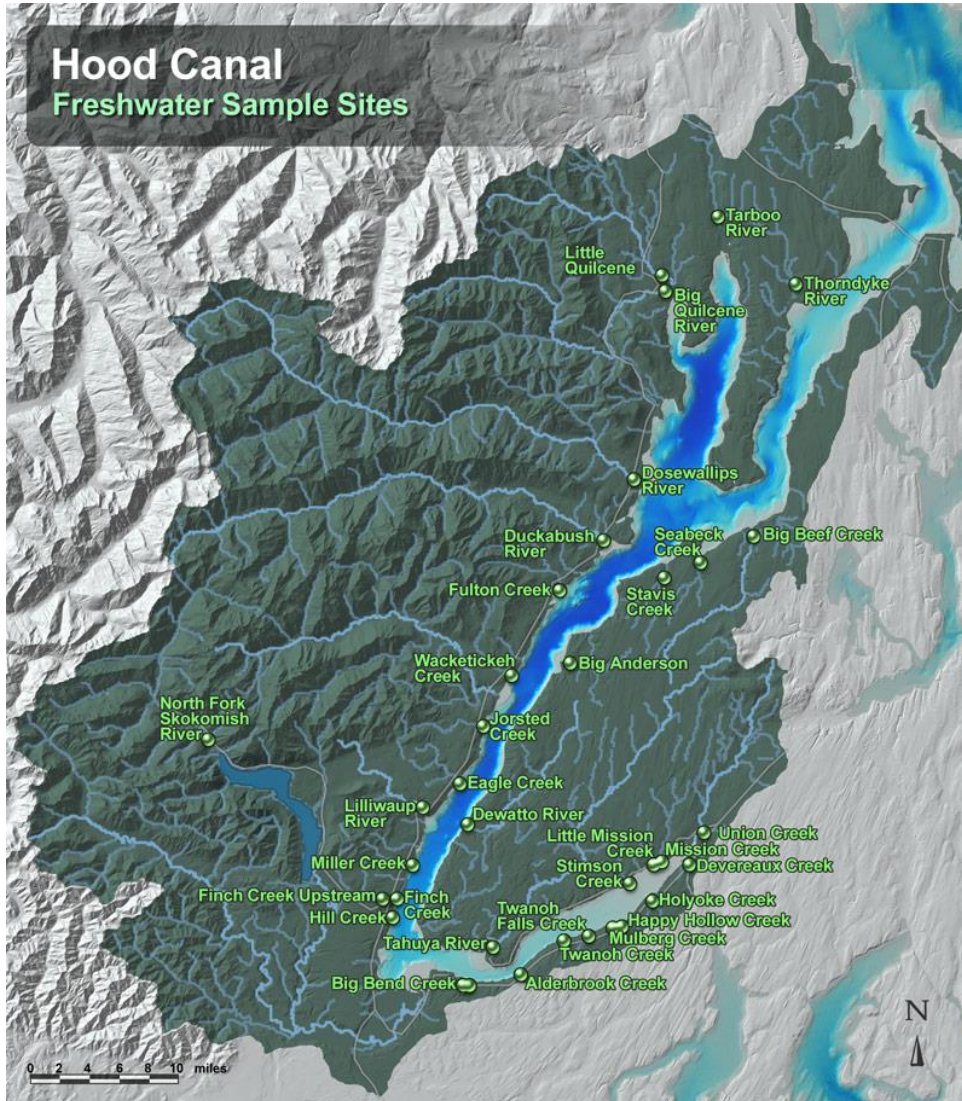 Hood Canal
Freshwater Sample Sites
Tarboo
River
Little
Quilcene
Big
Quilcene
River
Thorndyke
River
Dosewallips
River
Duckabush
River
Seabeck
Creek
Big Beef Creek
Fulton Creek
Stavis
Creek
Wacketickeh
Creek
Big Anderson
North Fork
Skokomish
River
Jorsted
Creek
Eagle Creek
Lilliwaup
River
Dewatto River
Little Mission
Creek
Union Creek
Mission Creek
Miller Creek
Stimson
Creek
Devereaux Creek
Finch Creek Upstream
Finch
Creek
Holyoke Creek
Hill Creek
Twanoh
Falls Creek
Happy Hollow Creek
Mulberg Creek
Tahuya River
Twanoh Creek
Big Bend Creek
Alderbrook Creek
N
0 2 4 6 8 10 miles